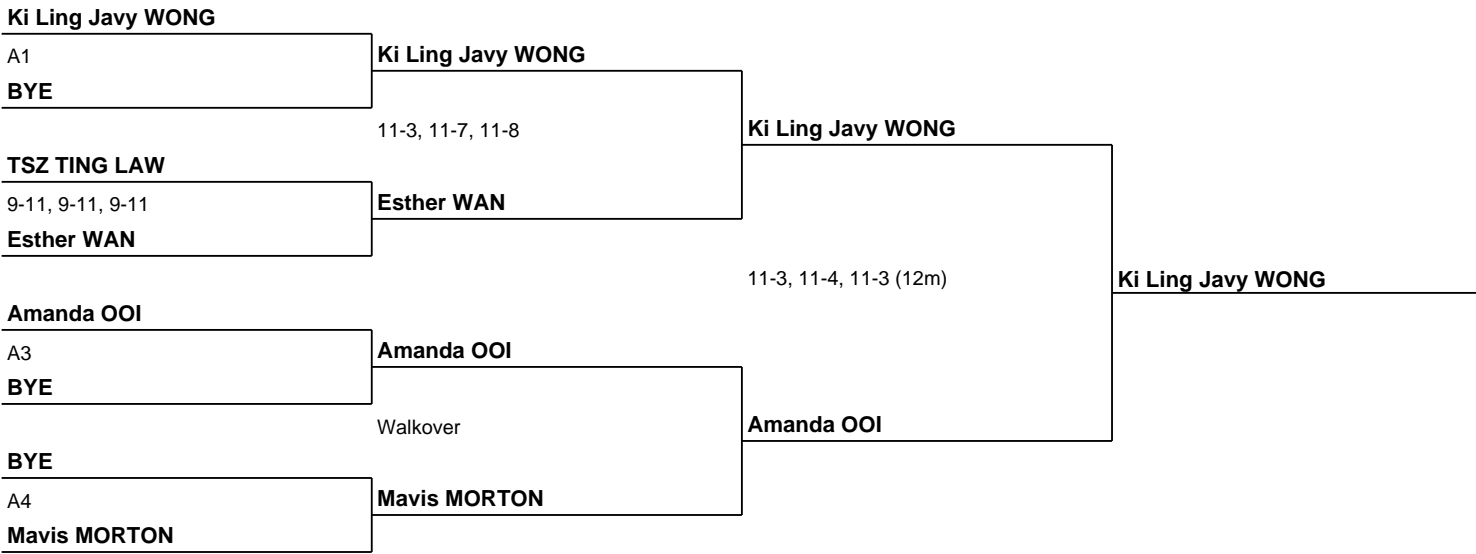 Ki Ling Javy WONG
A1
Ki Ling Javy WONG
BYE
11-3, 11-7, 11-8
Ki Ling Javy WONG
TSZ TING LAW
9-11, 9-11, 9-11
Esther WAN
Esther WAN
11-3, 11-4, 11-3 (12m)
Ki Ling Javy WONG
Amanda OOI
A3
Amanda OOI
BYE
Walkover
Amanda OOI
BYE
A4
Mavis MORTON
Mavis MORTON